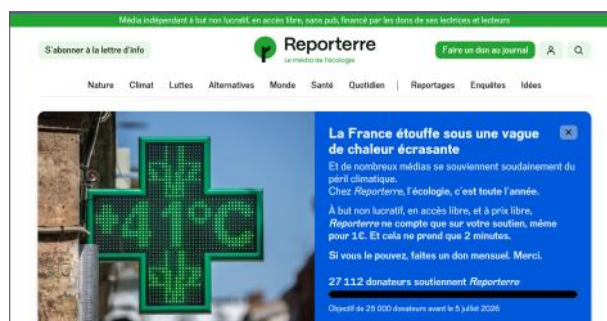 Média indépendant à but non lucratif, en accès libre, sans pub, financé par les dons de ses lectrices et lecteurs
S'abonner à la lettre d'info
Reporterre
Le média de l'écologie
Faire un don au journal
Nature Climat Luttes Alternatives Monde Santé Quotidien | Reportages Enquêtes Idées
+41°C
La France étouffe sous une vague
de chaleur écrasante
Et de nombreux médias se souviennent soudainement du
péril climatique.
Chez Reporterre, l'écologie, c'est toute l'année.
À but non lucratif, en accès libre, et à prix libre,
Reporterre ne compte que sur votre soutien, même
pour 1€. Et cela ne prend que 2 minutes.
Si vous le pouvez, faites un don mensuel. Merci.
27 112 donateurs soutiennent Reporterre
Objectif de 25 000 donateurs avant le 5 juillet 2026